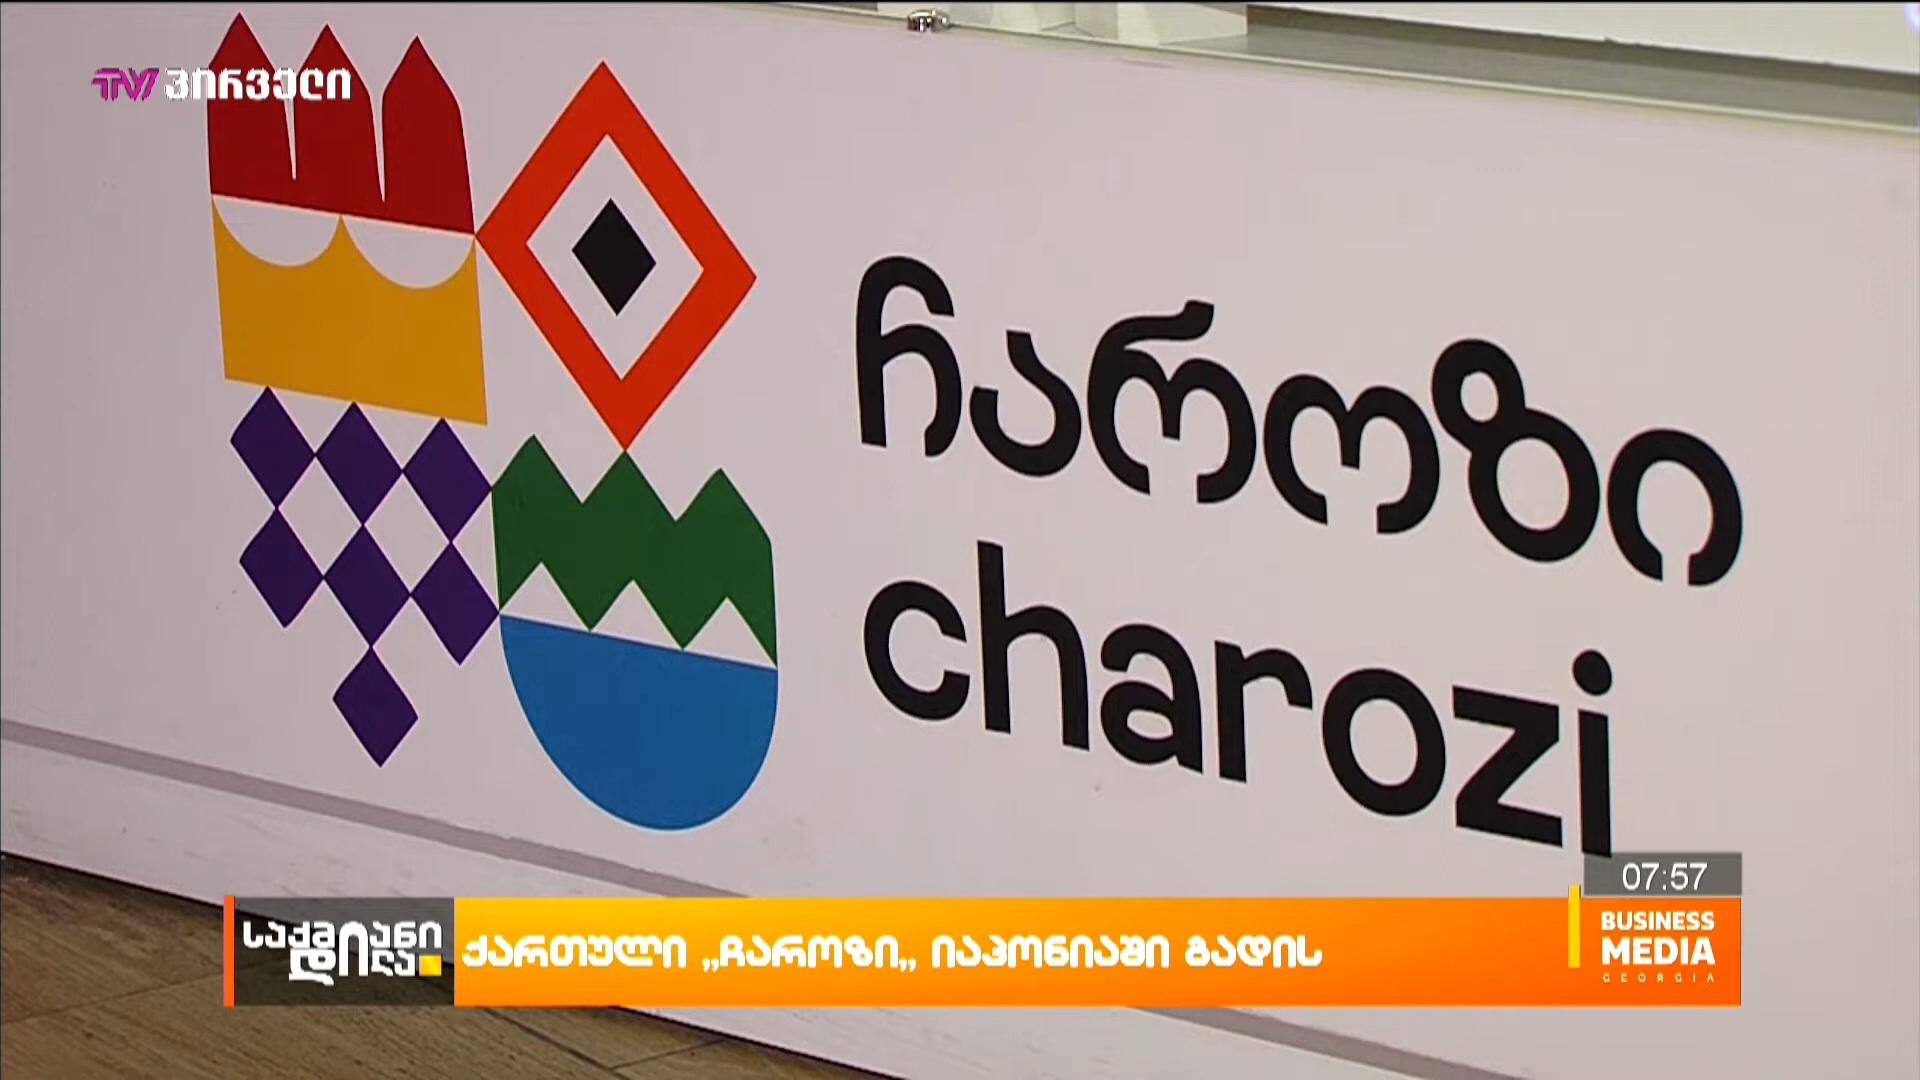 TV პირველი
ჩაროზი
charozi
07:57
საქმიანი
დილა
ქართული „ჩაროზი„ იაპონიაში გადის
BUSINESS
MEDIA
GEORGIA